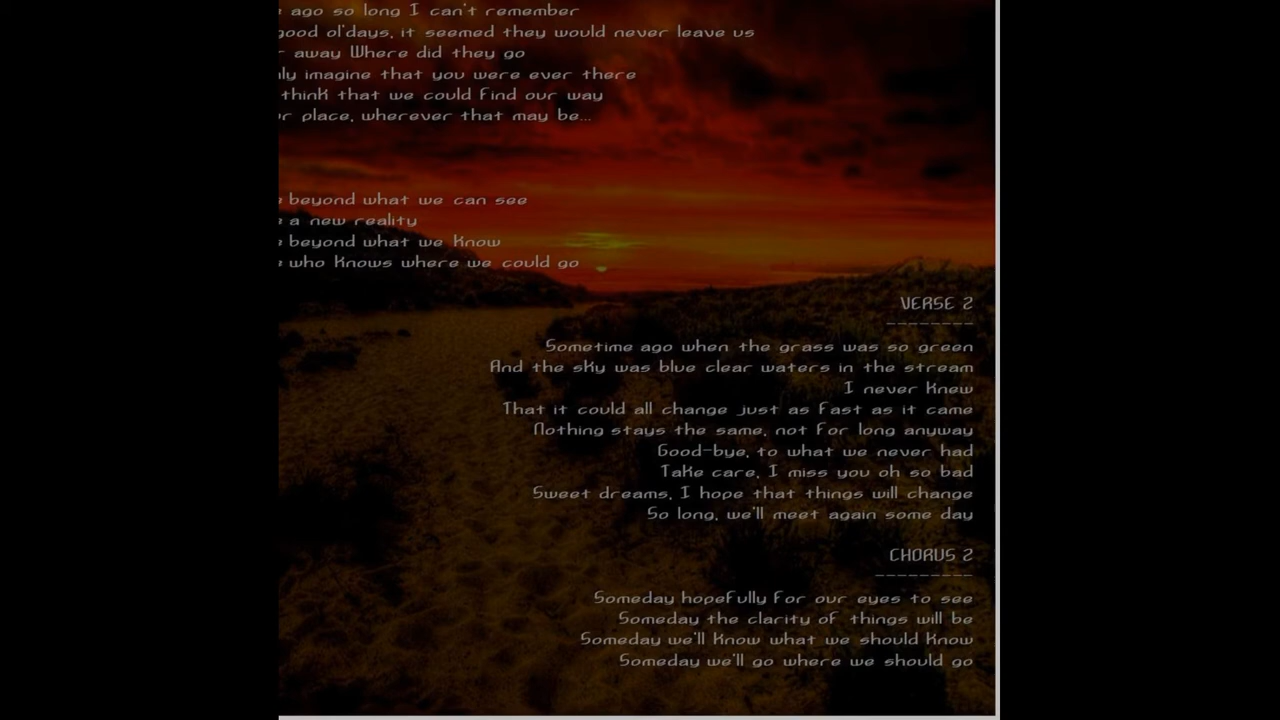 ago so long I can't remember
good ol'days, it seemed they would never leave us
away Where did they go
imagine that you were ever there
think that we could find our way
place, wherever that may be...
beyond what we can see
a new reality
beyond what we know
who knows where we could go
VERSE 2
--------
Sometime ago when the grass was so green
And the sky was blue clear waters in the stream
I never knew
That it could all change just as fast as it came
Nothing stays the same, not for long anyway
Good-bye, to what we never had
Take care, I miss you oh so bad
Sweet dreams, I hope that things will change
So long, we'll meet again some day
CHORUS 2
---------
Someday hopefully for our eyes to see
Someday the clarity of things will be
Someday we'll know what we should know
Someday we'll go where we should go